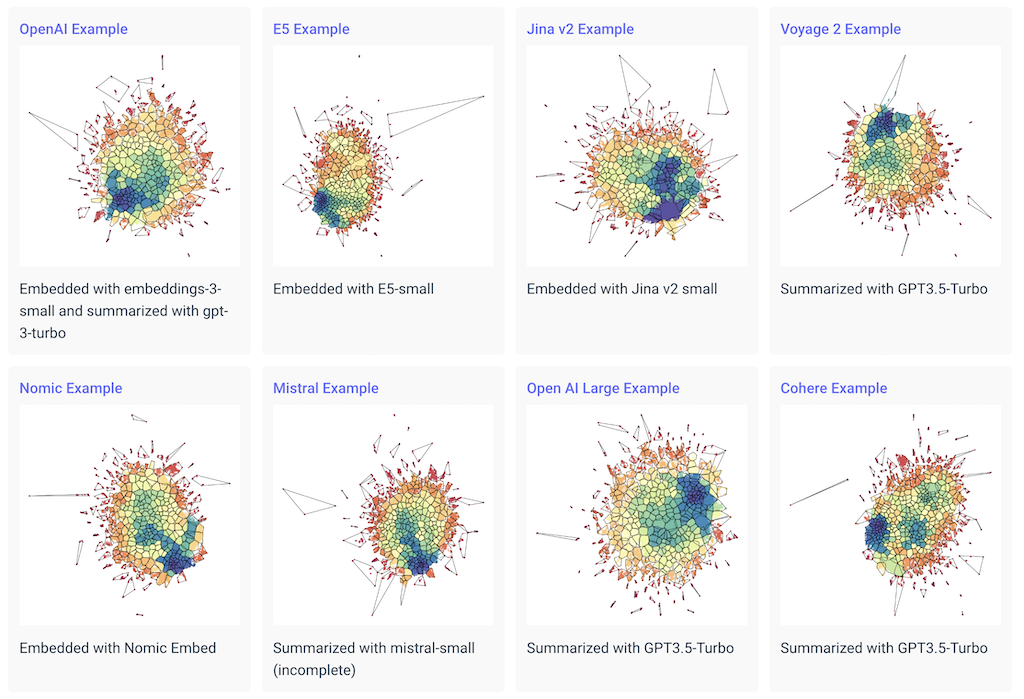 OpenAI Example
E5 Example
Jina v2 Example
Voyage 2 Example
Embedded with embeddings-3-
small and summarized with gpt-
3-turbo
Embedded with E5-small
Embedded with Jina v2 small
Summarized with GPT3.5-Turbo
Nomic Example
Mistral Example
Open AI Large Example
Cohere Example
Embedded with Nomic Embed
Summarized with mistral-small
(incomplete)
Summarized with GPT3.5-Turbo
Summarized with GPT3.5-Turbo